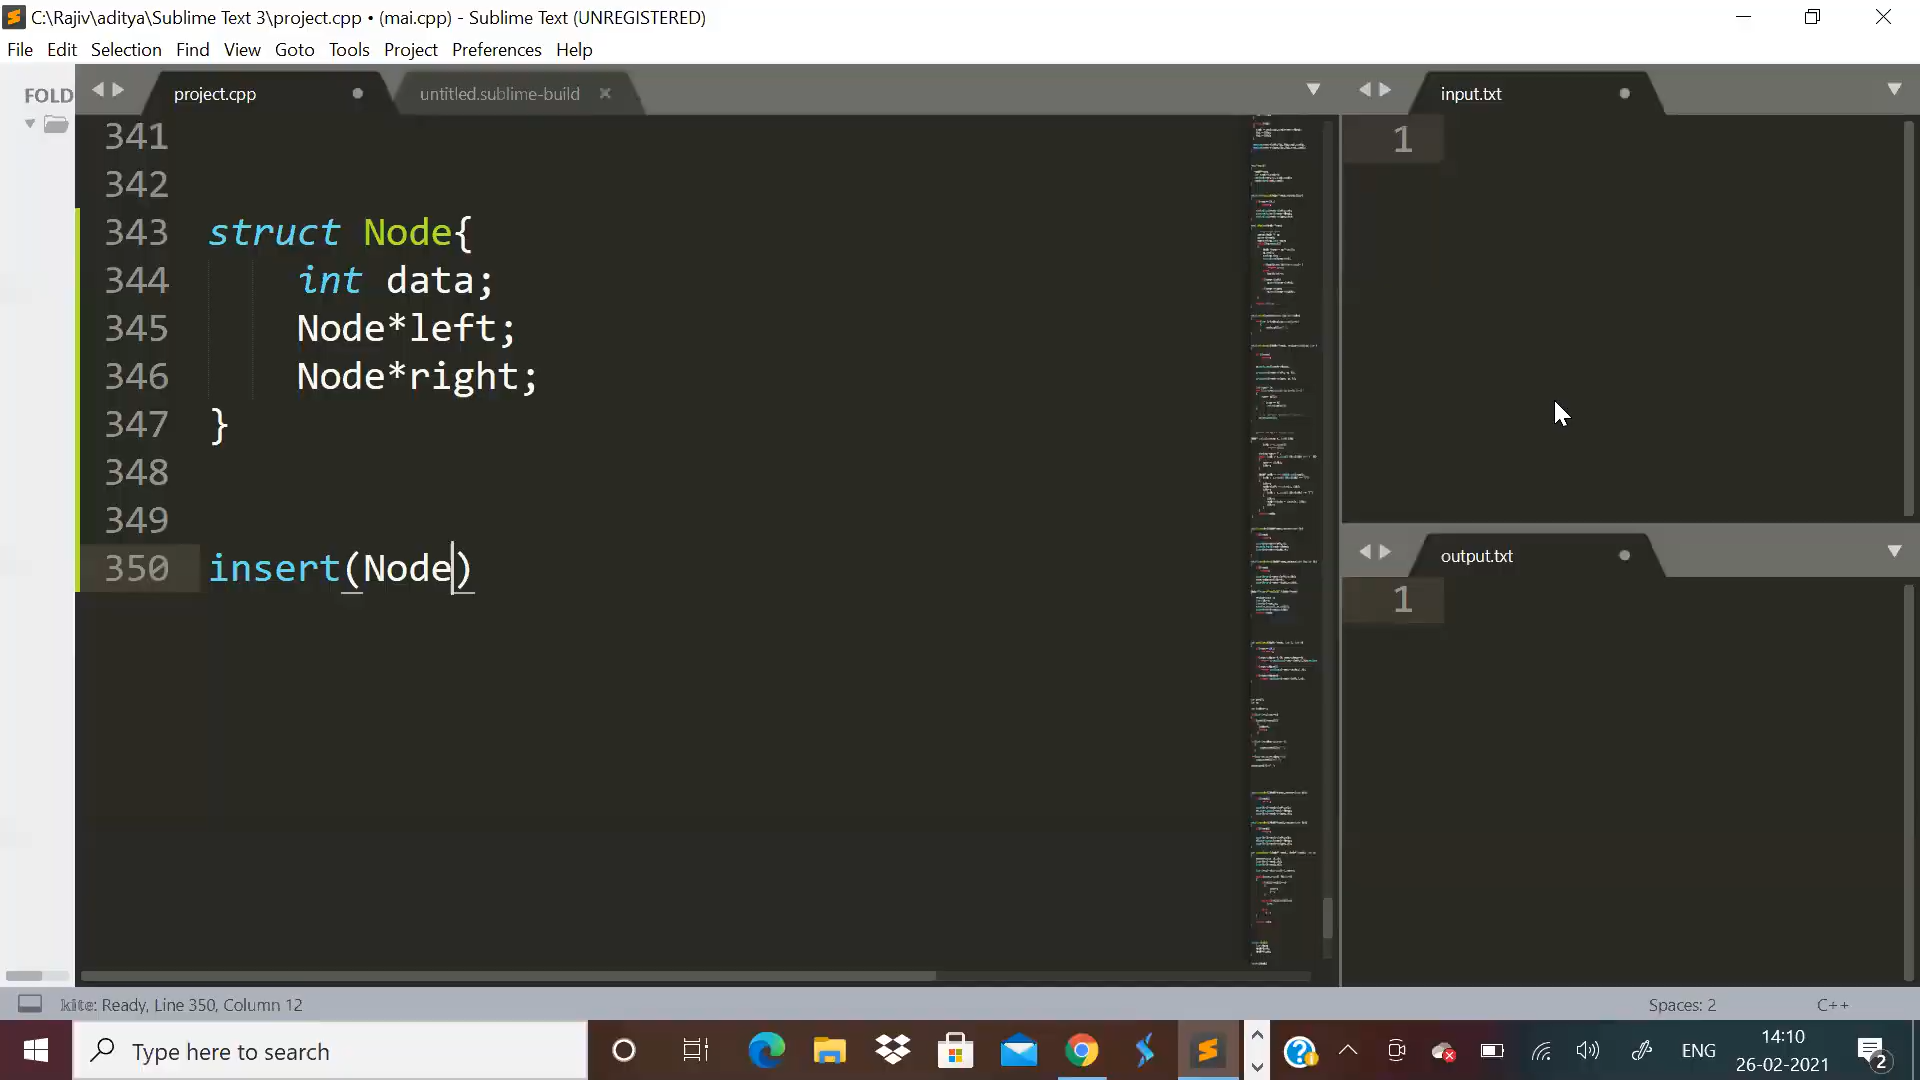 C:\Rajiv\aditya\Sublime Text 3\project.cpp • (mai.cpp) - Sublime Text (UNREGISTERED)
File Edit Selection Find View Goto Tools Project Preferences Help
FOLD
project.cpp
untitled.sublime-build
input.txt
341
342
343 struct Node{
344 int data;
345 Node*left;
346 Node*right;
347 }
348
349
350 insert(Node)
1
output.txt
1
kite: Ready, Line 350, Column 12
Spaces: 2
C++
Type here to search
ENG
14:10
26-02-2021
2